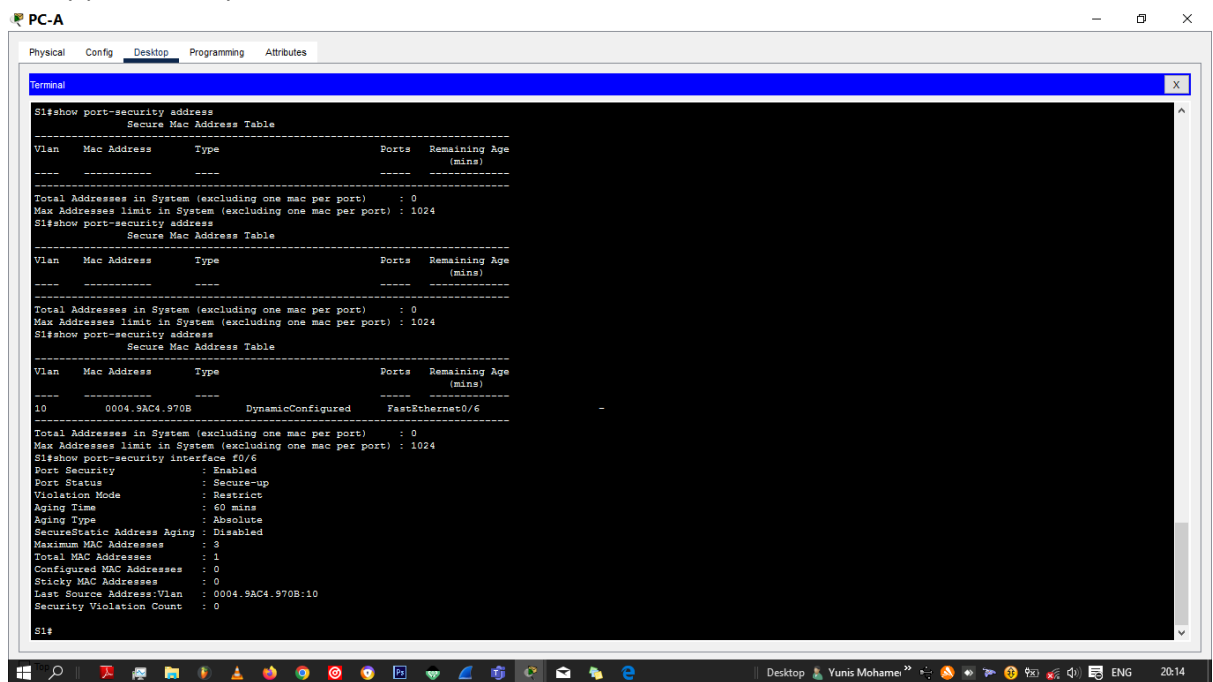 PC-A
Physical Config Desktop Programming Attributes
Terminal X
S1#show port-security address
Secure Mac Address Table
-------------------------------------------------------------------------------
Vlan Mac Address Type Ports Remaining Age
(mins)
---- ----------- ---- ----- -------------
-------------------------------------------------------------------------------
Total Addresses in System (excluding one mac per port) : 0
Max Addresses limit in System (excluding one mac per port) : 1024
S1#show port-security address
Secure Mac Address Table
-------------------------------------------------------------------------------
Vlan Mac Address Type Ports Remaining Age
(mins)
---- ----------- ---- ----- -------------
-------------------------------------------------------------------------------
Total Addresses in System (excluding one mac per port) : 0
Max Addresses limit in System (excluding one mac per port) : 1024
S1#show port-security address
Secure Mac Address Table
-------------------------------------------------------------------------------
Vlan Mac Address Type Ports Remaining Age
(mins)
---- ----------- ---- ----- -------------
10 0004.9AC4.970B DynamicConfigured FastEthernet0/6 -
-------------------------------------------------------------------------------
Total Addresses in System (excluding one mac per port) : 0
Max Addresses limit in System (excluding one mac per port) : 1024
S1#show port-security interface f0/6
Port Security : Enabled
Port Status : Secure-up
Violation Mode : Restrict
Aging Time : 60 mins
Aging Type : Absolute
SecureStatic Address Aging : Disabled
Maximum MAC Addresses : 3
Total MAC Addresses : 1
Configured MAC Addresses : 0
Sticky MAC Addresses : 0
Last Source Address:Vlan : 0004.9AC4.970B:10
Security Violation Count : 0
S1#
Top
Ps
Desktop Yunis Mohame ENG 20:14